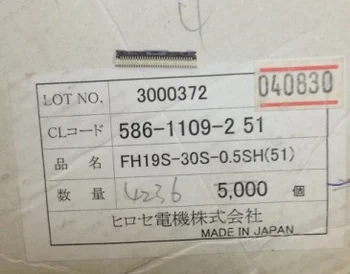 4
040830
LOT NO. 3000372
CLコード 586-1109-2 51
品 名 FH19S-30S-0.5SH(51)
数 量 4236 5,000 個
ヒロセ電機株式会社
MADE IN JAPAN